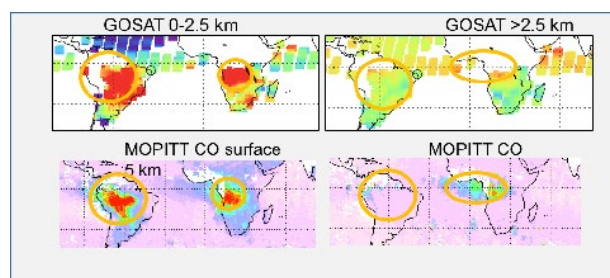 GOSAT 0-2.5 km
GOSAT >2.5 km
MOPITT CO surface
5 km
MOPITT CO